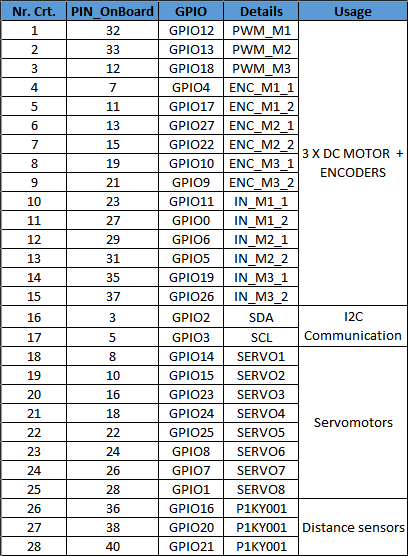 Nr. Crt. PIN_OnBoard GPIO Details Usage
1 32 GPIO12 PWM_M1
2 33 GPIO13 PWM_M2
3 12 GPIO18 PWM_M3
4 7 GPIO4 ENC_M1_1
5 11 GPIO17 ENC_M1_2
6 13 GPIO27 ENC_M2_1
7 15 GPIO22 ENC_M2_2
8 19 GPIO10 ENC_M3_1
9 21 GPIO9 ENC_M3_2
10 23 GPIO11 IN_M1_1
11 27 GPIO0 IN_M1_2
12 29 GPIO6 IN_M2_1
13 31 GPIO5 IN_M2_2
14 35 GPIO19 IN_M3_1
15 37 GPIO26 IN_M3_2
3 X DC MOTOR +
ENCODERS
16 3 GPIO2 SDA
17 5 GPIO3 SCL
I2C
Communication
18 8 GPIO14 SERVO1
19 10 GPIO15 SERVO2
20 16 GPIO23 SERVO3
21 18 GPIO24 SERVO4
22 22 GPIO25 SERVO5
23 24 GPIO8 SERVO6
24 26 GPIO7 SERVO7
25 28 GPIO1 SERVO8
Servomotors
26 36 GPIO16 P1KY001
27 38 GPIO20 P1KY001
28 40 GPIO21 P1KY001
Distance sensors